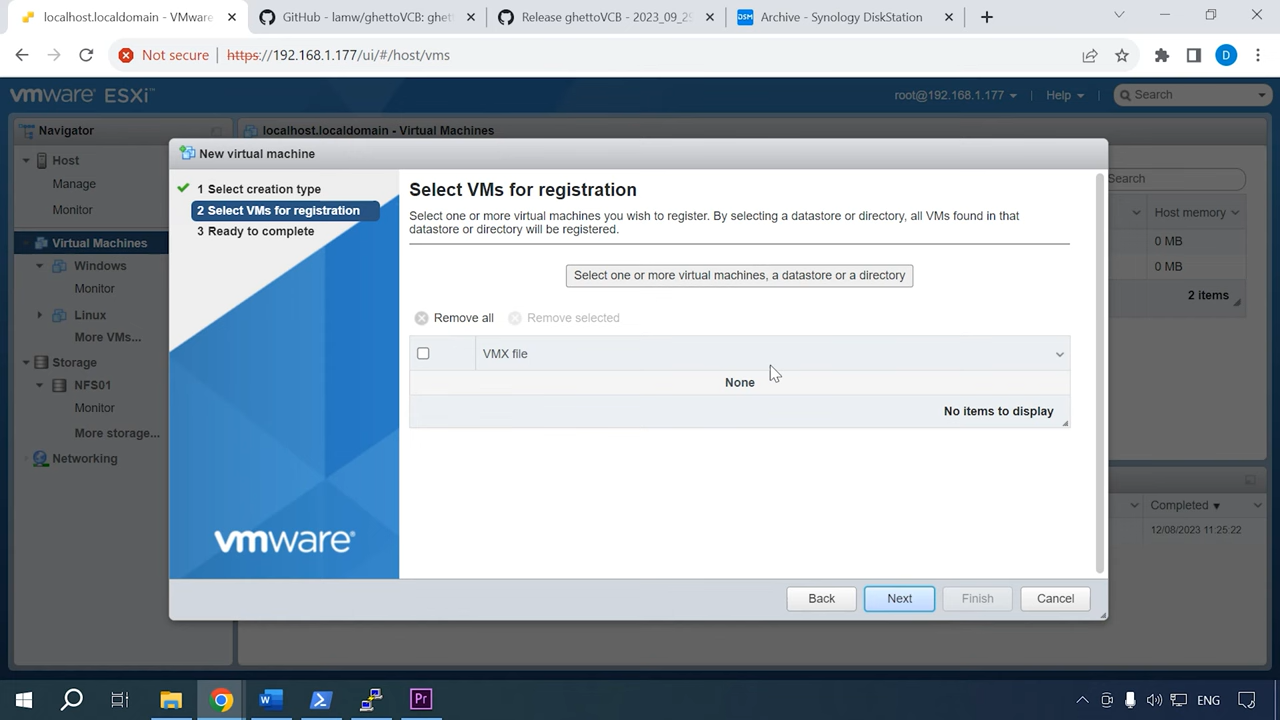 localhost.localdomain - VMware
GitHub - lamw/ghettoVCB: ghet
Release ghettoVCB - 2023_09_29
Archive - Synology DiskStation
Not secure
https://192.168.1.177/ui/#/host/vms
D
vmware ESXi™
root@192.168.1.177
Help
Search
Navigator
localhost.localdomain - Virtual Machines
Host
Manage
Monitor
Virtual Machines
Windows
Monitor
Linux
More VMs...
Storage
NFS01
Monitor
More storage...
Networking
New virtual machine
1 Select creation type
2 Select VMs for registration
3 Ready to complete
vmware®
Select VMs for registration
Select one or more virtual machines you wish to register. By selecting a datastore or directory, all VMs found in that
datastore or directory will be registered.
Select one or more virtual machines, a datastore or a directory
Remove all
Remove selected
VMX file
None
No items to display
Back
Next
Finish
Cancel
Search
Host memory
0 MB
0 MB
2 items
Completed ▼
12/08/2023 11:25:22
W
Pr
ENG